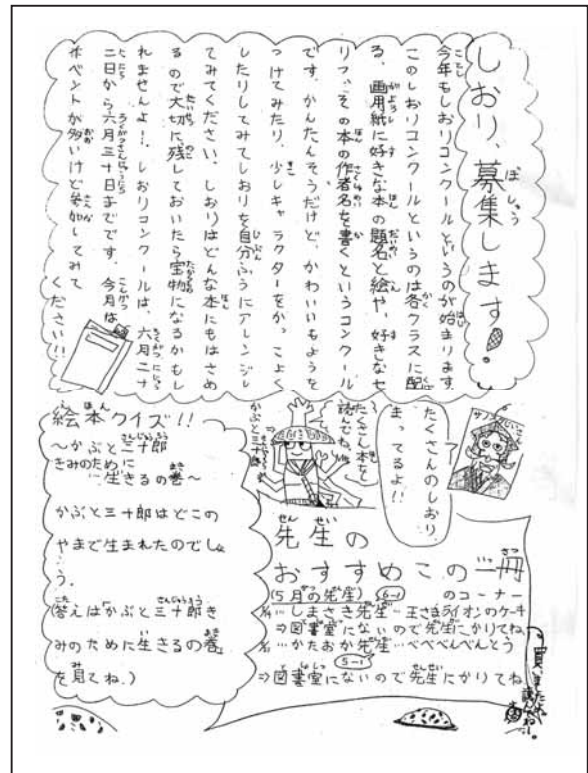 しおり、募集します!
今年もしおりコンクールというのが始まります。
このしおりコンクールというのは各クラスに配
る、画用紙に好きな本の題名と絵や、好きなセ
リフ、その本の作者名を書くというコンクール
です。かんたんそうだけど、かわいいもようを
つけてみたり、少しキャラクターをかっこよく
したりしてみてしおりを自分ふうにアレンジし
てみてください。しおりはどんな本にもはさめ
るので大切に残しておいたら宝物になるかもし
れませんよ!。しおりコンクールは、六月二十
二日から六月三十日までです。今月は
イベントが多いけど参加してみて
ください!!
たくさんのしおり
まってるよ!!
たくさん本を
読んでね。
かぶと三十郎
絵本クイズ!!
〜かぶと三十郎
きみのために
生きるの巻〜
かぶと三十郎はどこの
やまで生まれたのでしょ
う。
(答えは「かぶと三十郎き
みのために生きるの巻
を見てね。)
先生の
おすすめこの一冊
のコーナー
(5月の先生) 6-1
…しまさき先生…王さまライオンのケーキ
⇒図書室にないので先生にかりてね
…かたおか先生…べべべんべんとう
5-1
⇒図書室にないので先生にかりてね